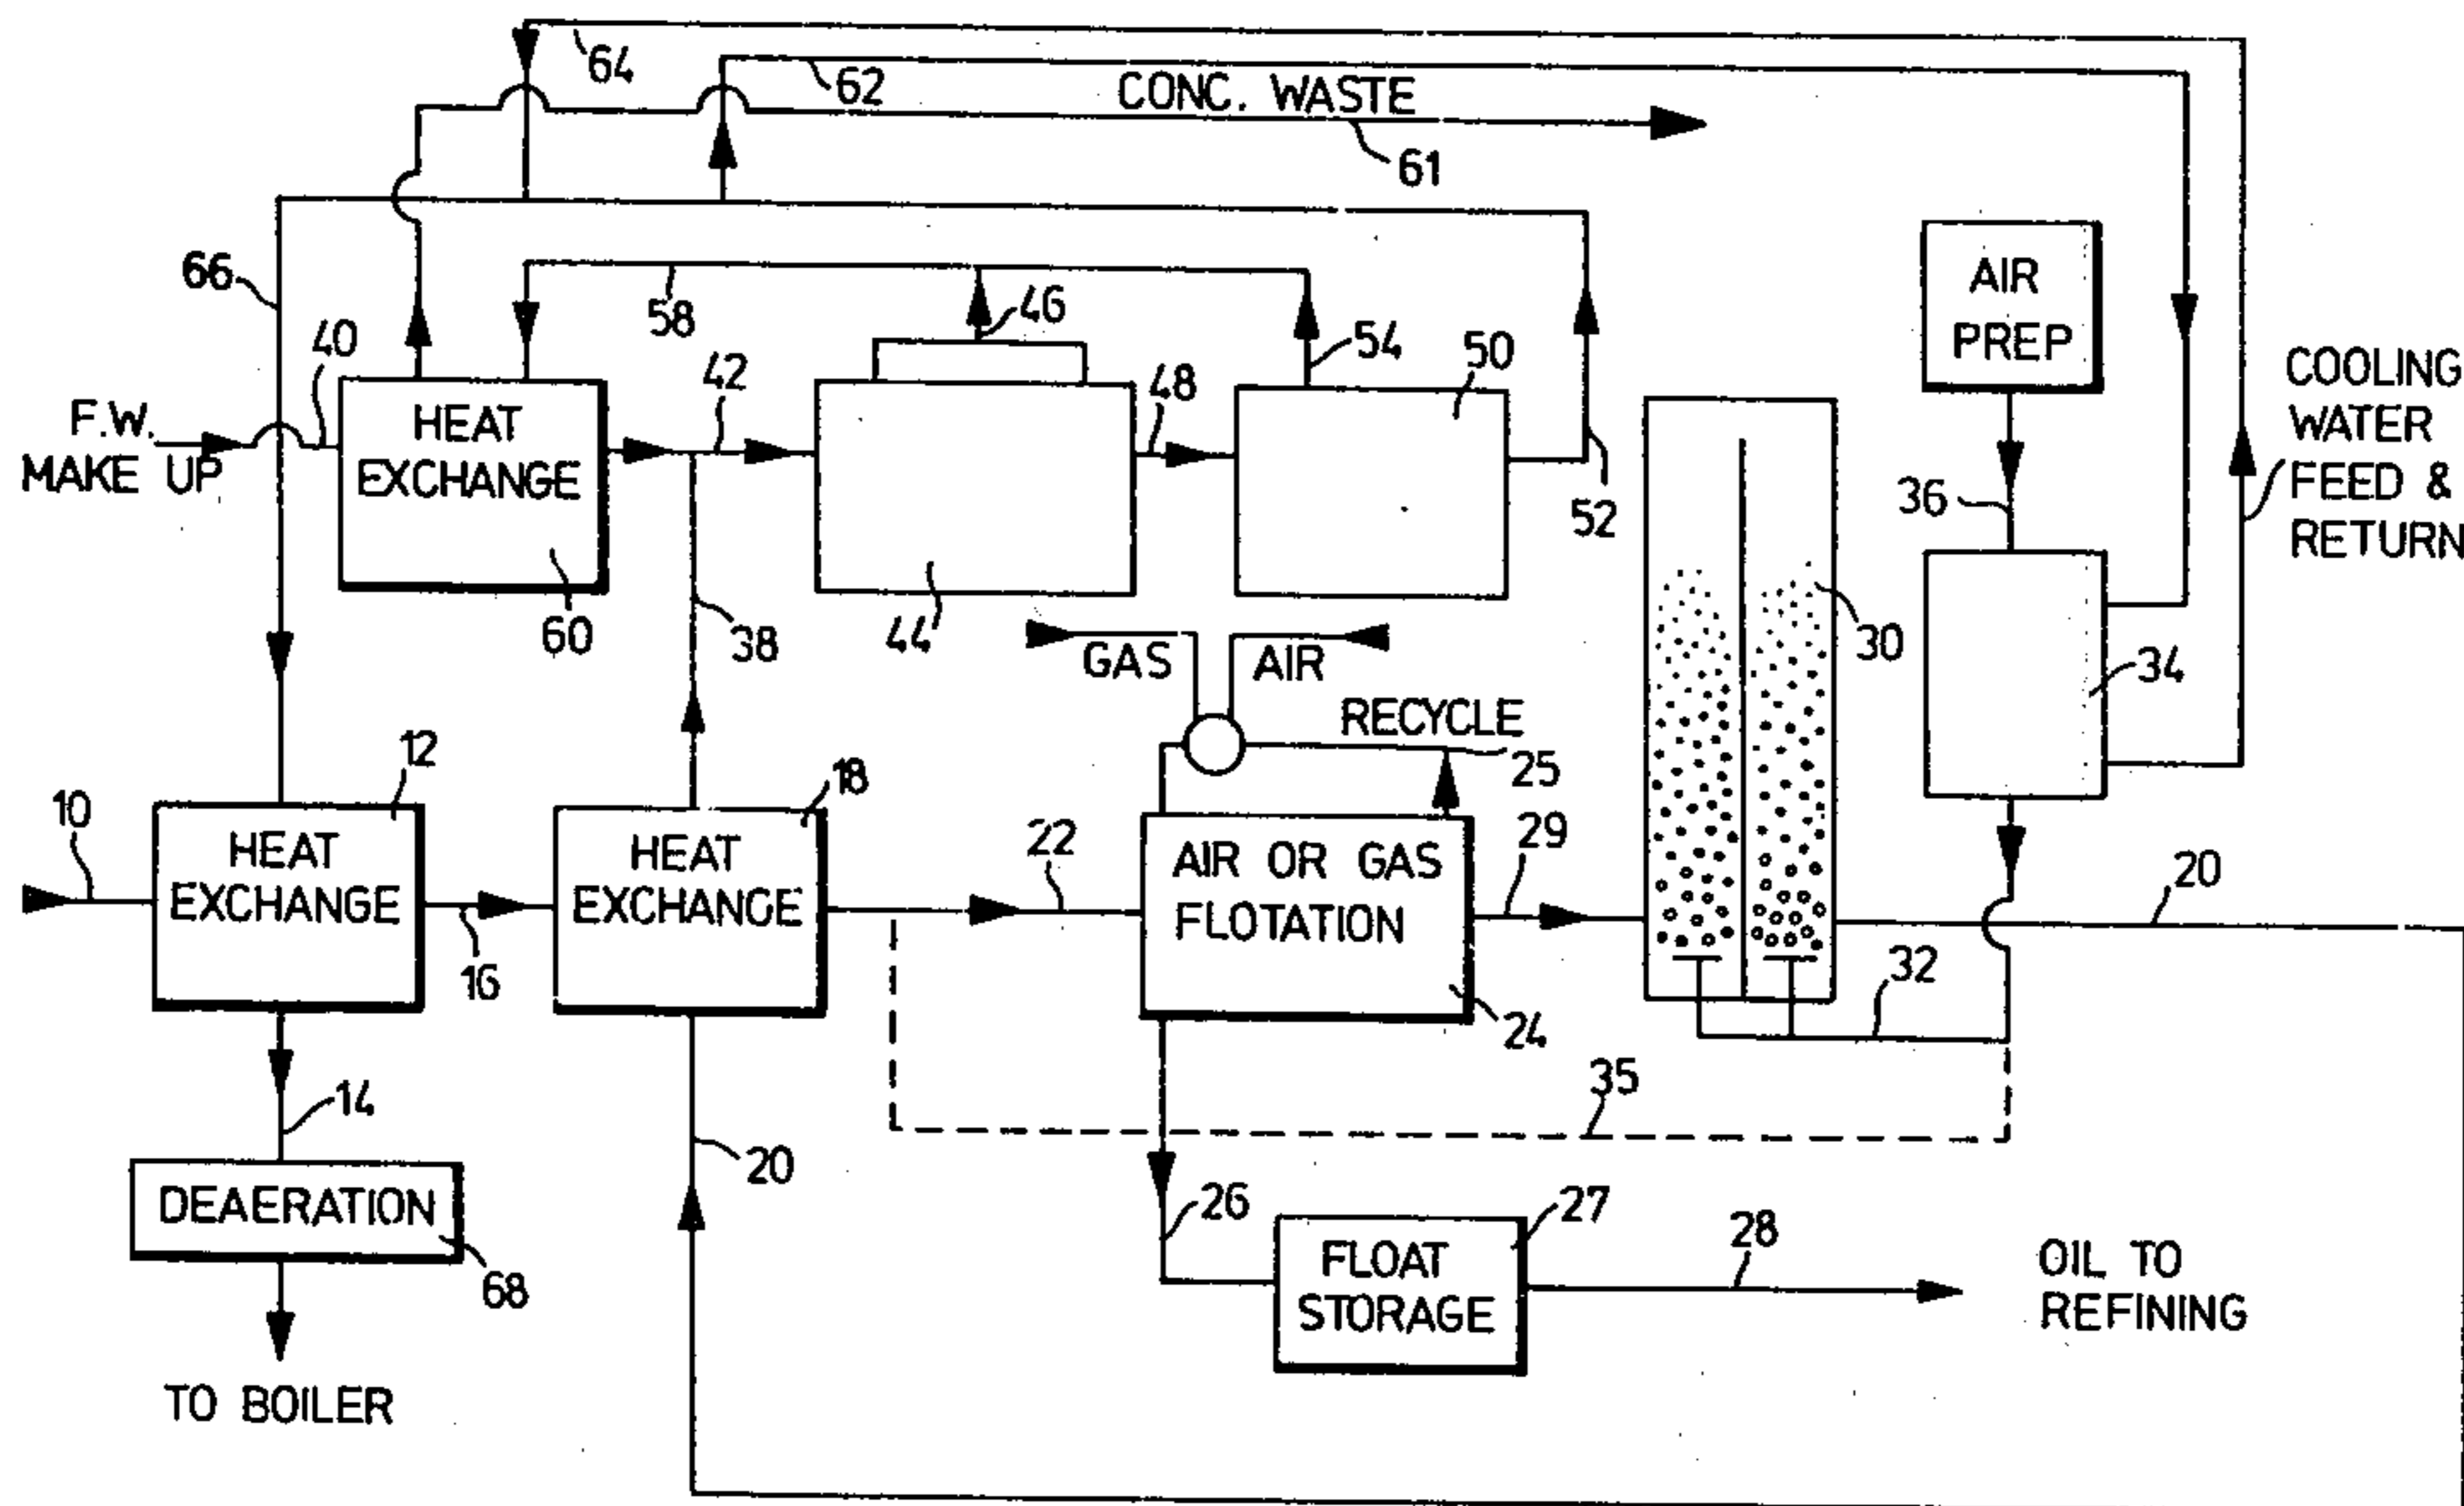 64
62
CONC. WASTE
61
66
58
46
54
50
AIR
PREP
40
42
48
COOLING
WATER
FEED &
RETURN
F.W.
MAKE UP
HEAT
EXCHANGE
36
52
60
38
44
GAS
AIR
30
34
RECYCLE
25
10
12
HEAT
EXCHANGE
18
HEAT
EXCHANGE
22
AIR OR GAS
FLOTATION
29
20
16
24
32
14
35
20
DEAERATION
68
26
27
FLOAT
STORAGE
28
OIL TO
REFINING
TO BOILER